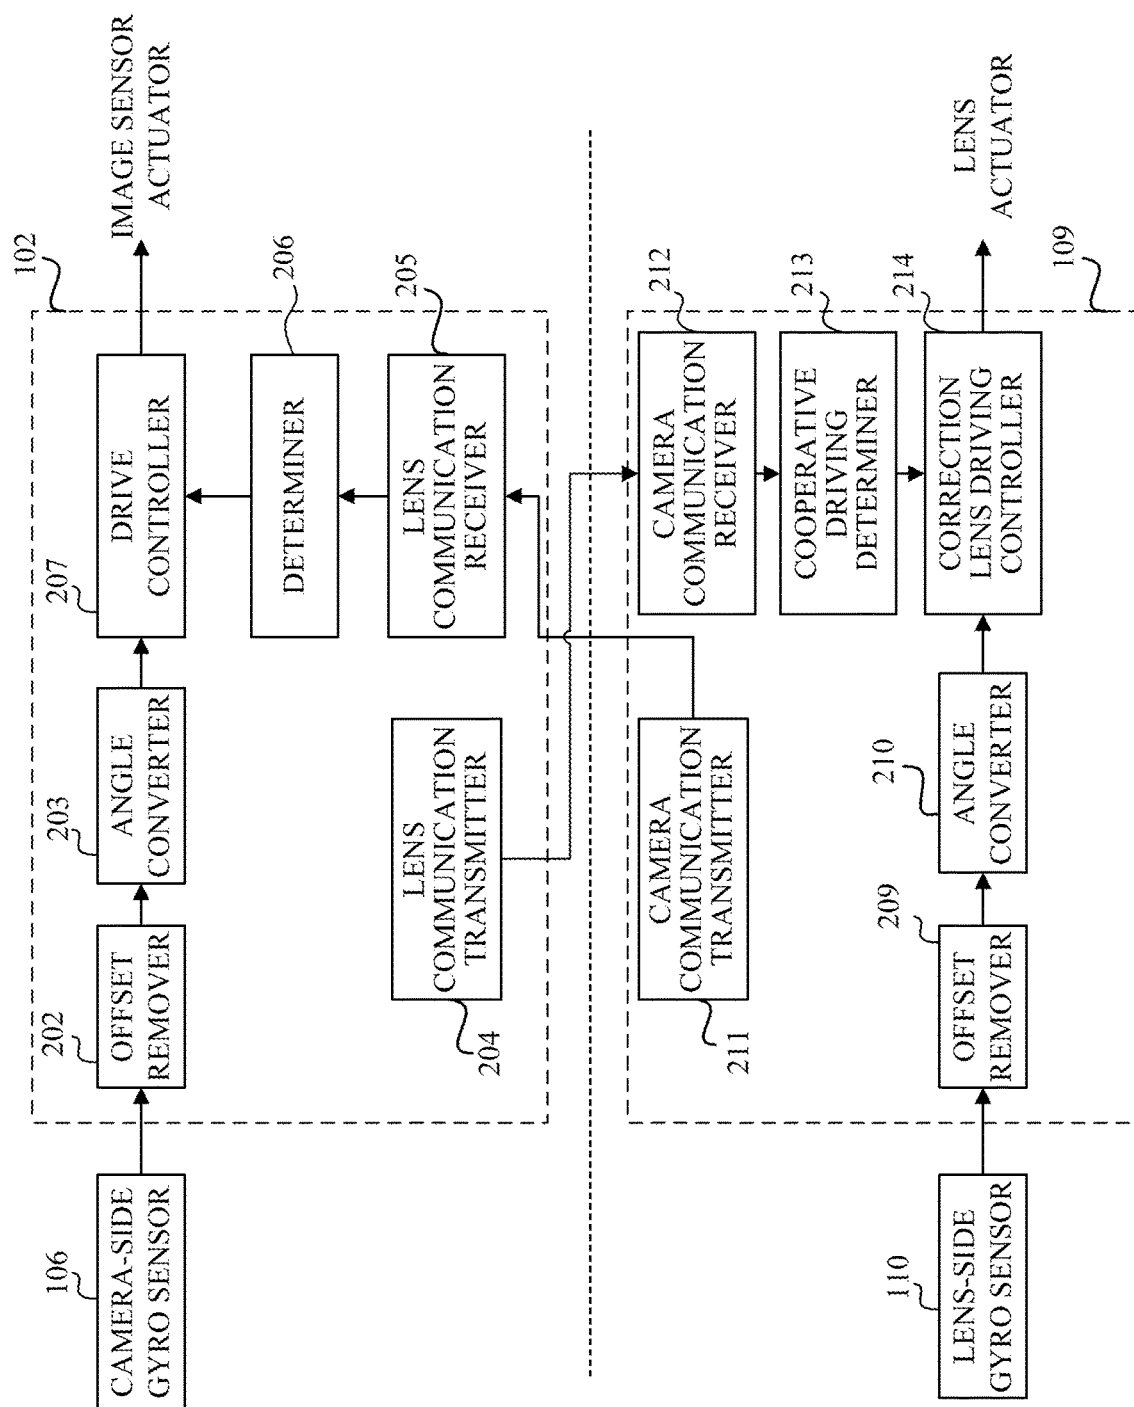 102
IMAGE SENSOR
ACTUATOR
106
CAMERA-SIDE
GYRO SENSOR
202
OFFSET
REMOVER
203
ANGLE
CONVERTER
207
DRIVE
CONTROLLER
206
DETERMINER
205
LENS
COMMUNICATION
RECEIVER
LENS
COMMUNICATION
TRANSMITTER
204
212
CAMERA
COMMUNICATION
RECEIVER
CAMERA
COMMUNICATION
TRANSMITTER
211
213
COOPERATIVE
DRIVING
DETERMINER
214
CORRECTION
LENS DRIVING
CONTROLLER
LENS
ACTUATOR
110
LENS-SIDE
GYRO SENSOR
209
OFFSET
REMOVER
210
ANGLE
CONVERTER
109